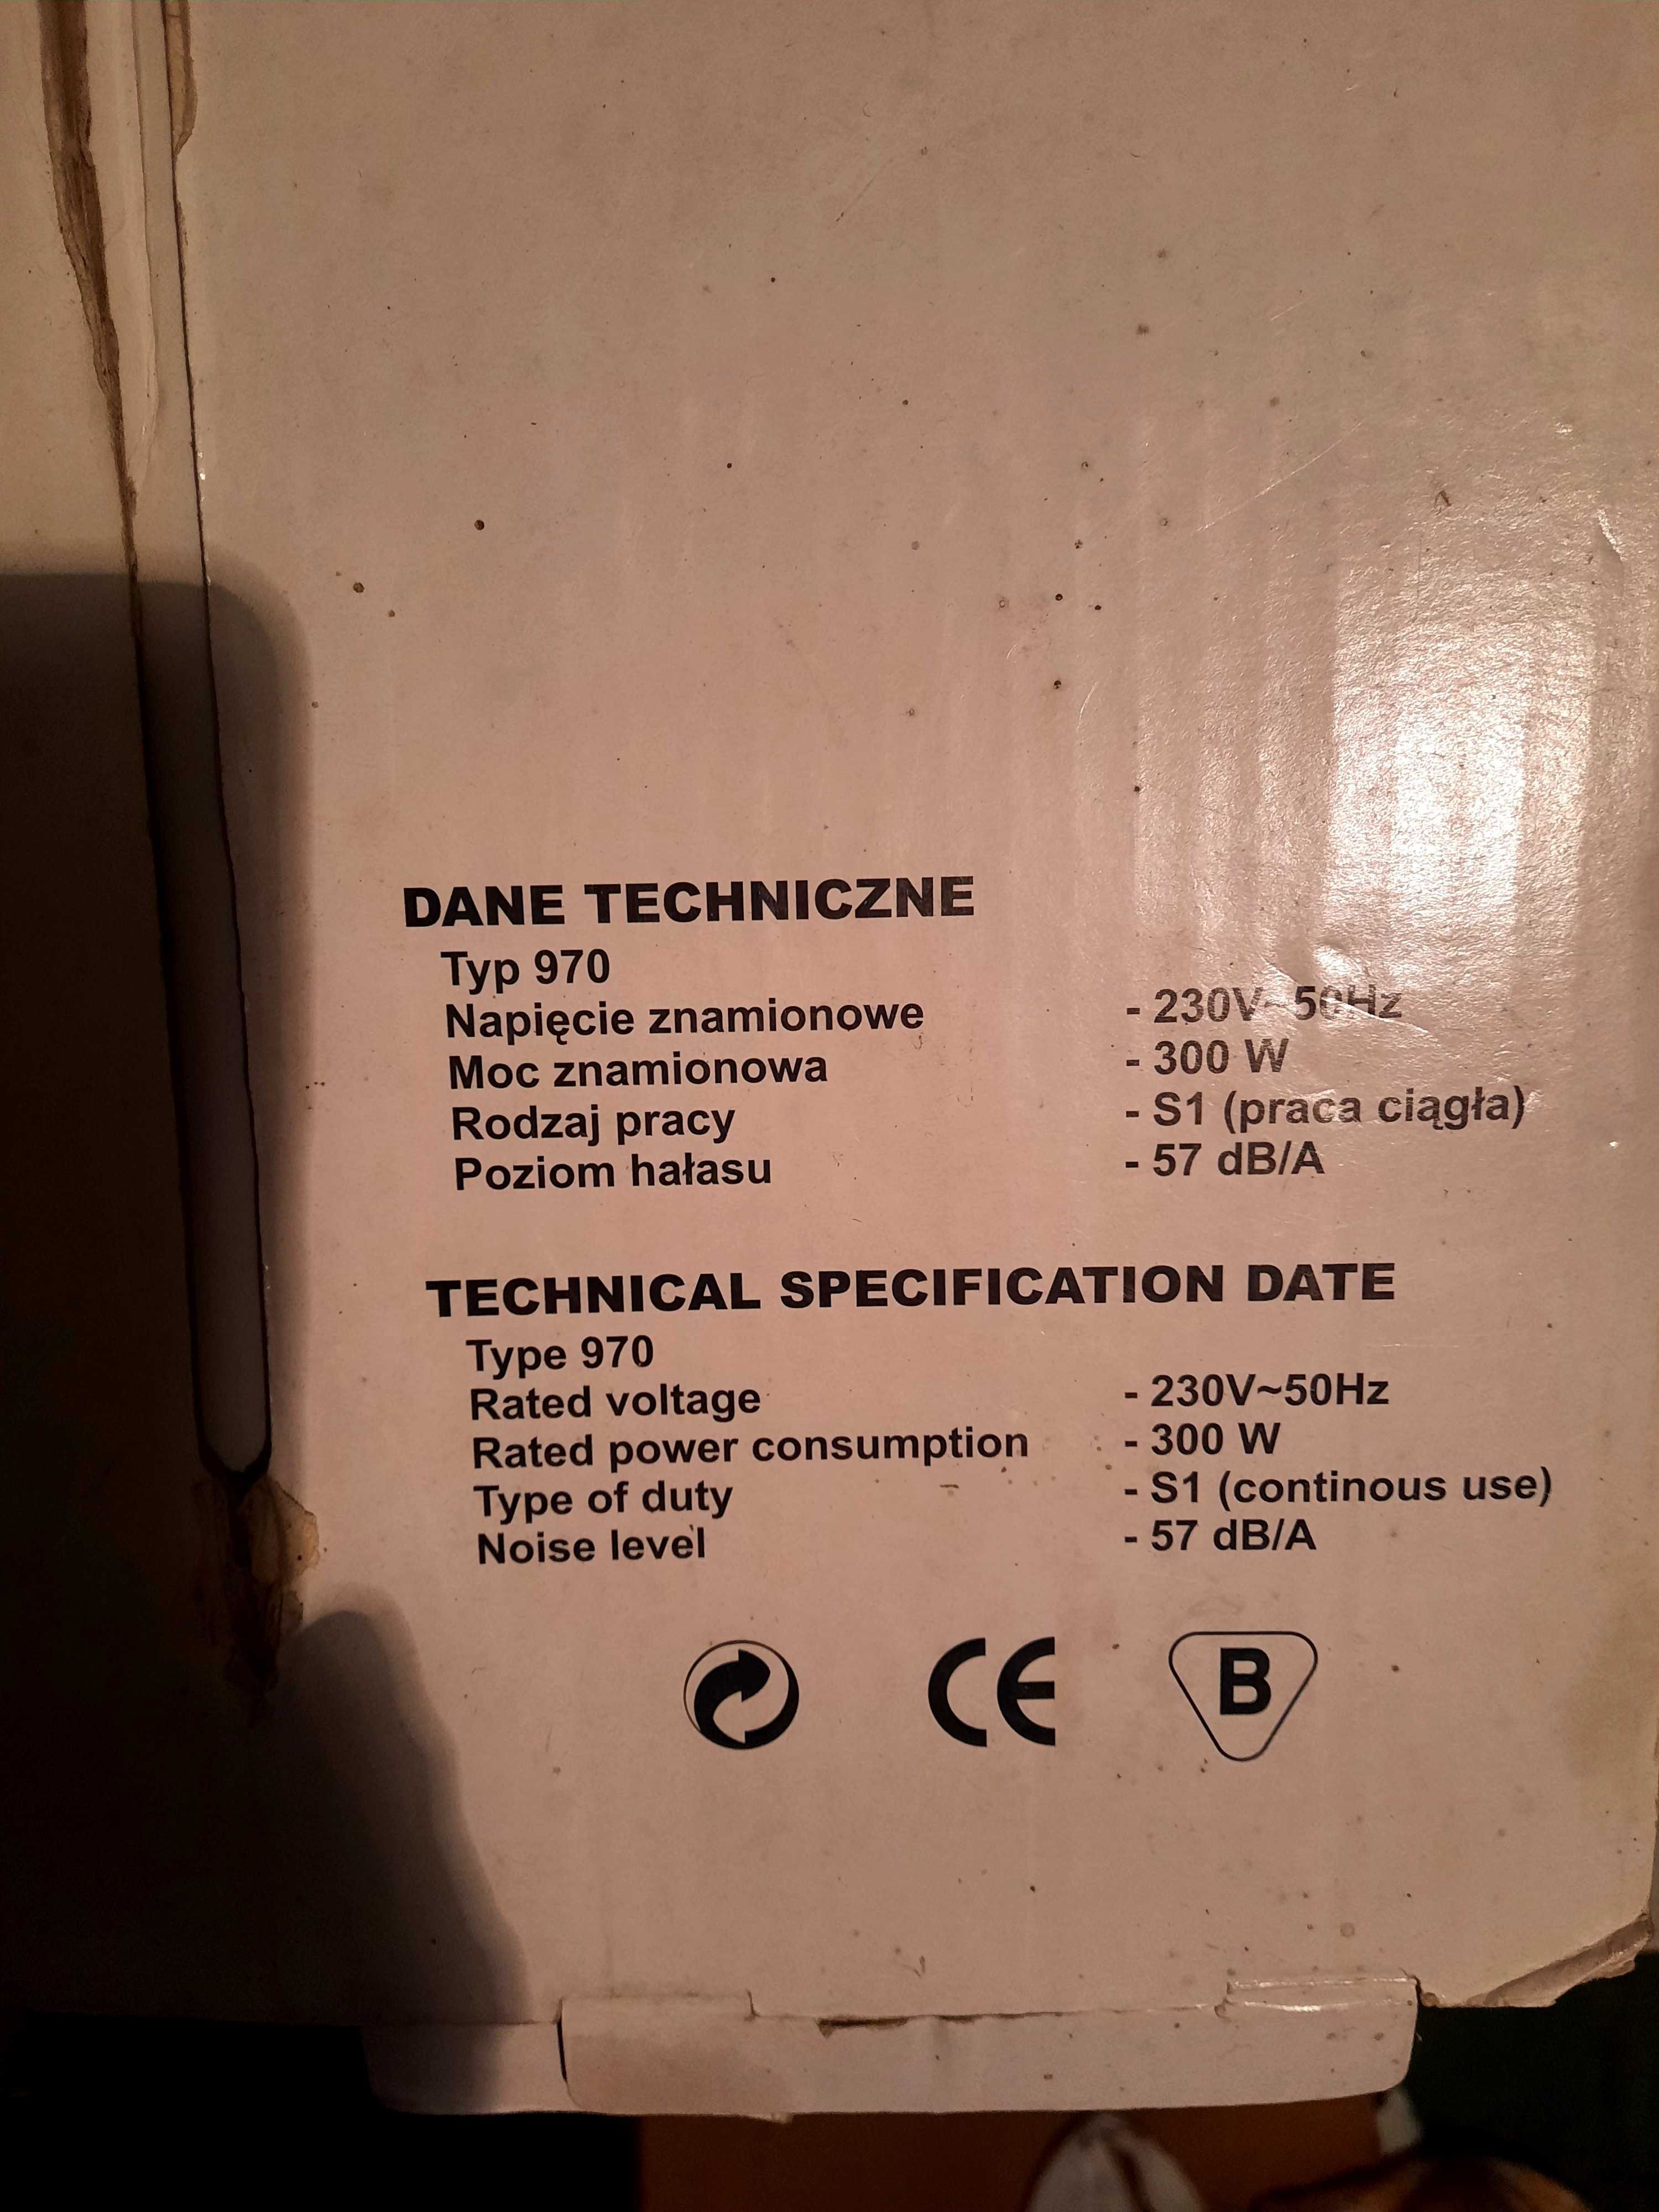 DANE TECHNICZNE
Typ 970
Napięcie znamionowe - 230V~50Hz
Moc znamionowa - 300 W
Rodzaj pracy - S1 (praca ciągła)
Poziom hałasu - 57 dB/A
TECHNICAL SPECIFICATION DATE
Type 970
Rated voltage - 230V~50Hz
Rated power consumption - 300 W
Type of duty - S1 (continous use)
Noise level - 57 dB/A
CE B